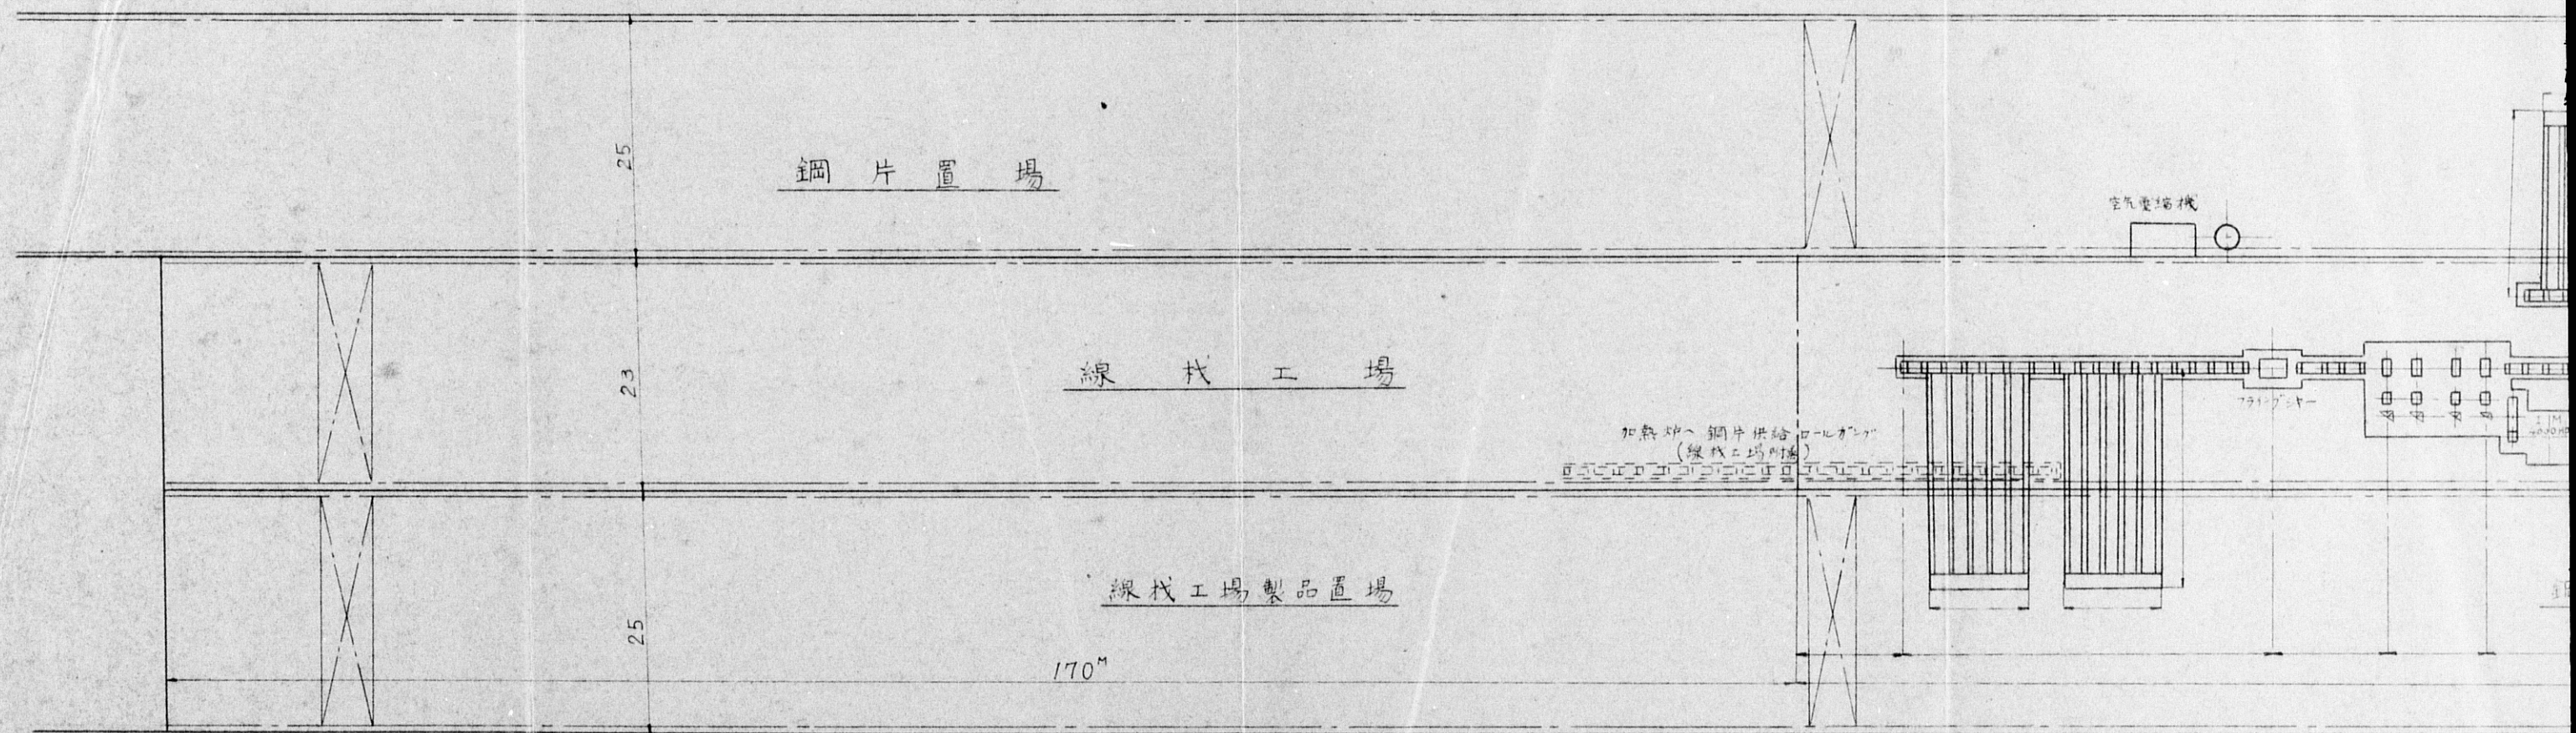 25
鋼片置場
空気圧縮機
23
線材工場
フライングシヤー
加熱炉へ鋼片供給ロールガング
(線材工場附属)
線材工場製品置場
25
170M